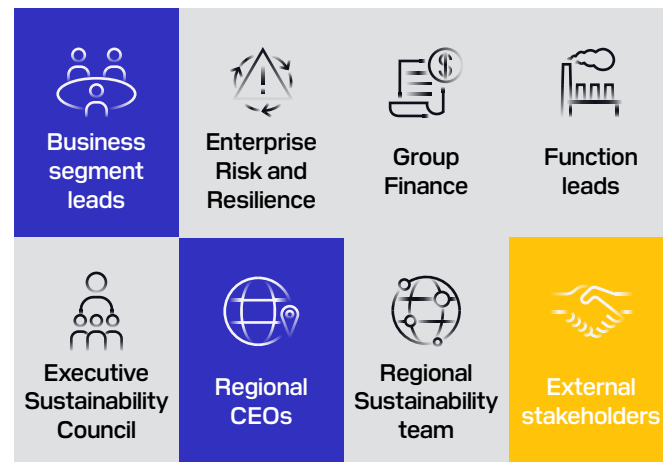 Business
segment
leads
Enterprise
Risk and
Resilience
Group
Finance
Function
leads
Executive
Sustainability
Council
Regional
CEOs
Regional
Sustainability
team
External
stakeholders